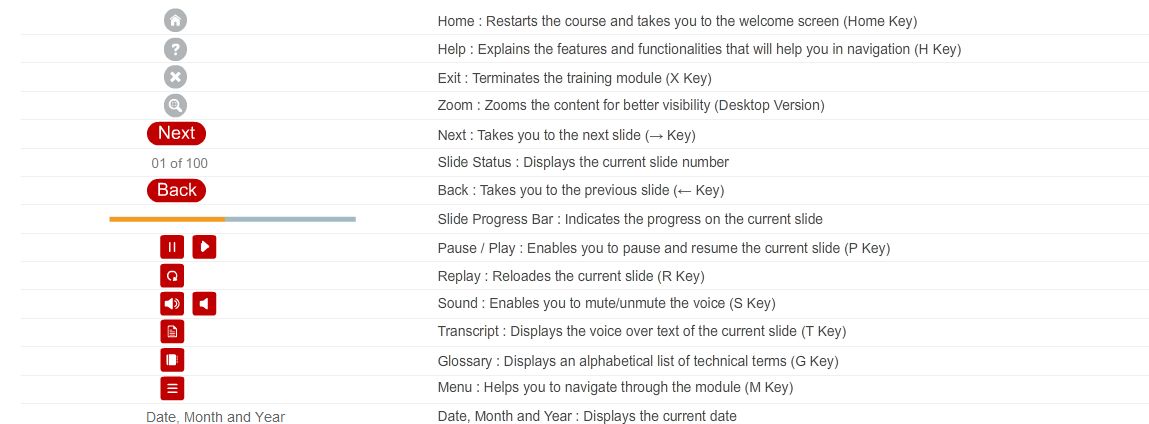 Home : Restarts the course and takes you to the welcome screen (Home Key)
? Help : Explains the features and functionalities that will help you in navigation (H Key)
Exit : Terminates the training module (X Key)
Zoom : Zooms the content for better visibility (Desktop Version)
Next Next : Takes you to the next slide (→ Key)
01 of 100 Slide Status : Displays the current slide number
Back Back : Takes you to the previous slide (← Key)
Slide Progress Bar : Indicates the progress on the current slide
Pause / Play : Enables you to pause and resume the current slide (P Key)
Replay : Reloades the current slide (R Key)
Sound : Enables you to mute/unmute the voice (S Key)
Transcript : Displays the voice over text of the current slide (T Key)
Glossary : Displays an alphabetical list of technical terms (G Key)
Menu : Helps you to navigate through the module (M Key)
Date, Month and Year Date, Month and Year : Displays the current date